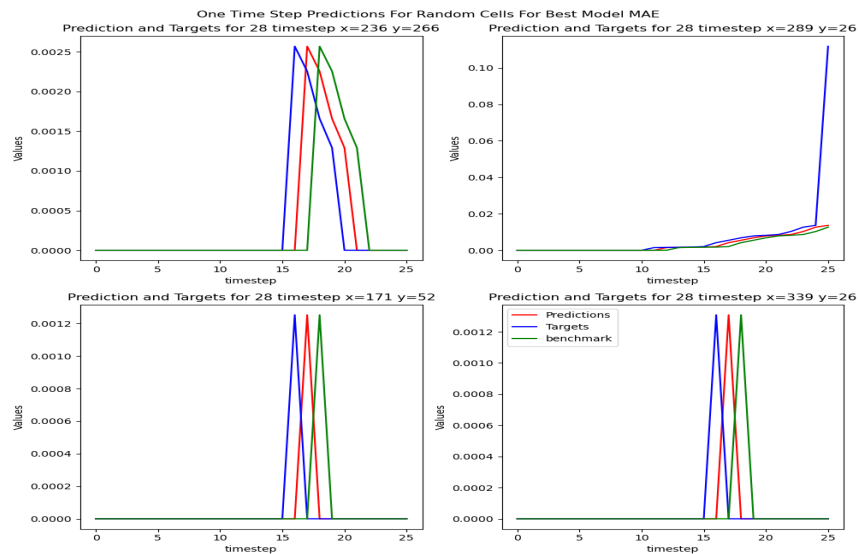 One Time Step Predictions For Random Cells For Best Model MAE
Prediction and Targets for 28 timestep x=236 y=266
Values
0.0025
0.0020
0.0015
0.0010
0.0005
0.0000
0 5 10 15 20 25
timestep
Prediction and Targets for 28 timestep x=289 y=26
Values
0.10
0.08
0.06
0.04
0.02
0.00
0 5 10 15 20 25
timestep
Prediction and Targets for 28 timestep x=171 y=52
Values
0.0012
0.0010
0.0008
0.0006
0.0004
0.0002
0.0000
0 5 10 15 20 25
timestep
Prediction and Targets for 28 timestep x=339 y=26
Predictions
Targets
benchmark
Values
0.0012
0.0010
0.0008
0.0006
0.0004
0.0002
0.0000
0 5 10 15 20 25
timestep